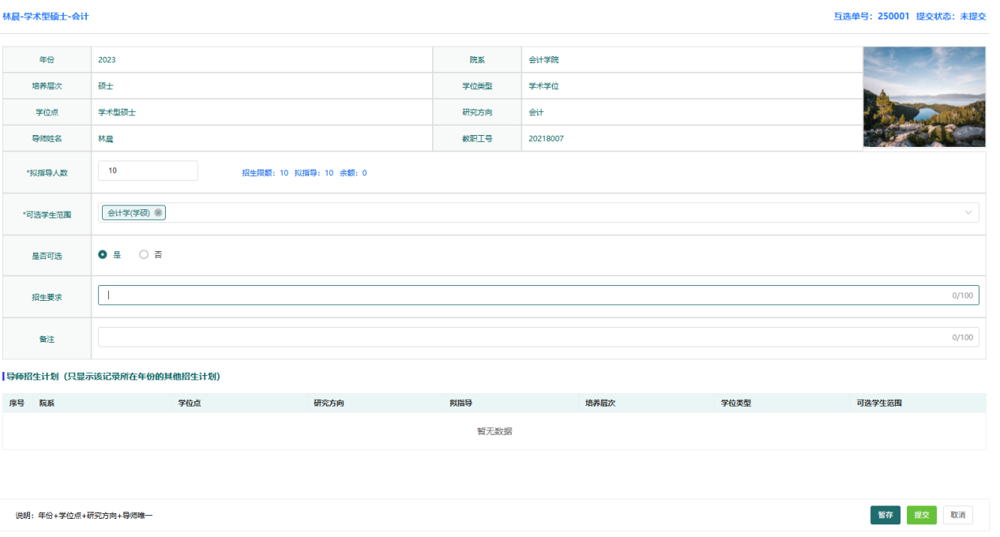 林晨-学术型硕士-会计 互选单号：250001 提交状态：未提交
年份 2023 院系 会计学院
培养层次 硕士 学位类型 学术学位
学位点 学术型硕士 研究方向 会计
导师姓名 林晨 教职工号 20218007
*拟指导人数 10 招生限额：10 拟指导：10 余额：0
*可选学生范围 会计学(学硕)
是否可选 是 否
招生要求 0/100
备注 0/100
导师招生计划（只显示该记录所在年份的其他招生计划）
序号 院系 学位点 研究方向 拟指导 培养层次 学位类型 可选学生范围
暂无数据
说明：年份+学位点+研究方向+导师唯一 暂存 提交 取消